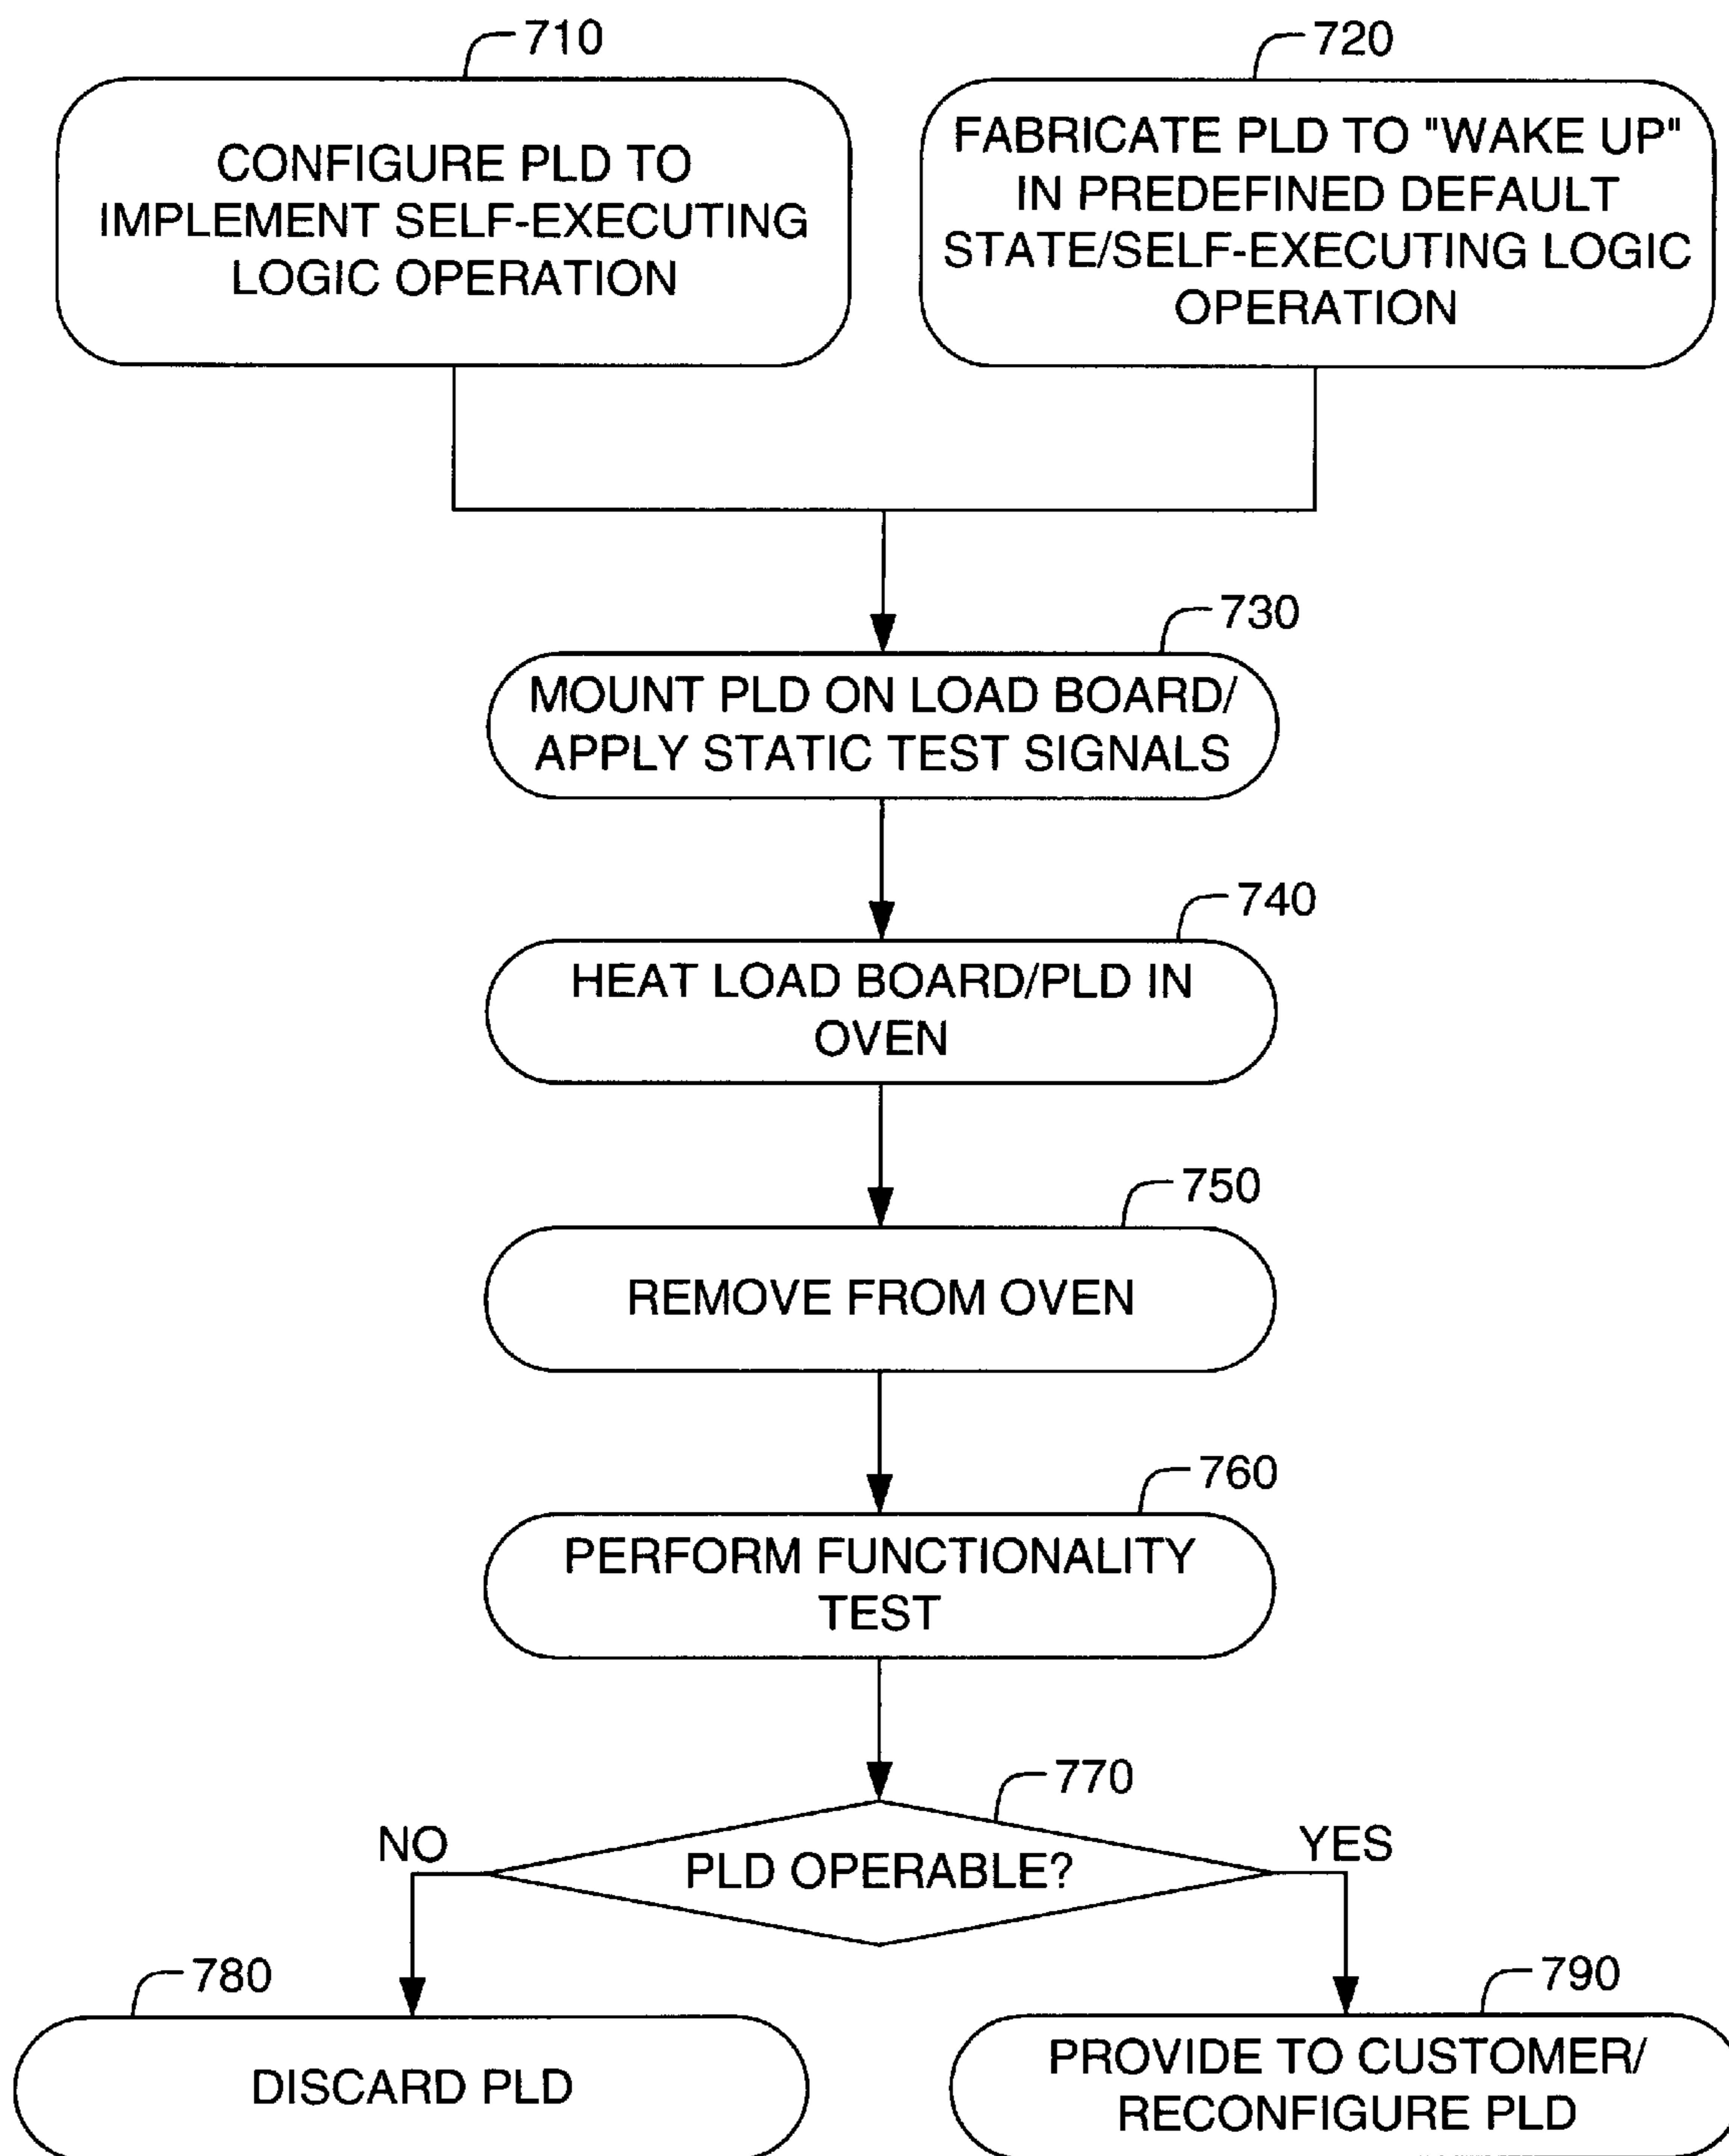 710
CONFIGURE PLD TO
IMPLEMENT SELF-EXECUTING
LOGIC OPERATION
720
FABRICATE PLD TO "WAKE UP"
IN PREDEFINED DEFAULT
STATE/SELF-EXECUTING LOGIC
OPERATION
730
MOUNT PLD ON LOAD BOARD/
APPLY STATIC TEST SIGNALS
740
HEAT LOAD BOARD/PLD IN
OVEN
750
REMOVE FROM OVEN
760
PERFORM FUNCTIONALITY
TEST
770
PLD OPERABLE?
NO
YES
780
DISCARD PLD
790
PROVIDE TO CUSTOMER/
RECONFIGURE PLD